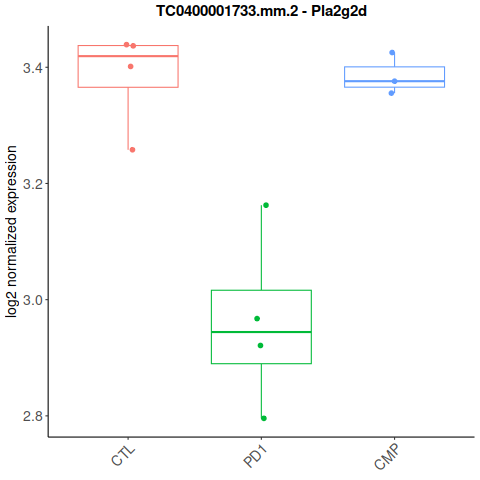 TC0400001733.mm.2 - Pla2g2d
log2 normalized expression
3.4
3.2
3.0
2.8
CTL
PD1
CMP